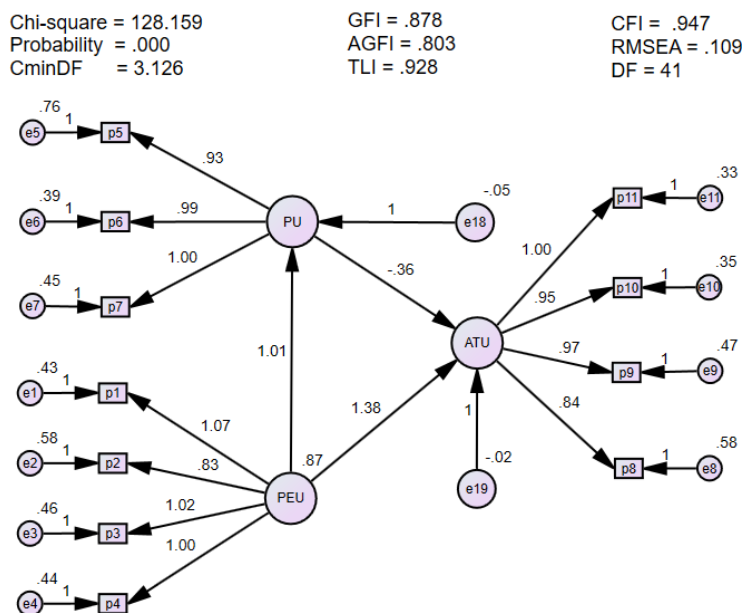 Chi-square = 128.159
Probability = .000
CminDF = 3.126
GFI = .878
AGFI = .803
TLI = .928
CFI = .947
RMSEA = .109
DF = 41
.76
e5 1 p5
.93
.39
e6 1 p6
.99
.45
e7 1 p7
1.00
PU
1
-.05
e18
-.36
1.01
.43
e1 1 p1
1.07
.58
e2 1 p2
.83
.46
e3 1 p3
1.02
.44
e4 1 p4
1.00
.87
PEU
1.38
ATU
1
-.02
e19
.33
p11 1 e11
1.00
.35
p10 1 e10
.95
.47
p9 1 e9
.97
.58
p8 1 e8
.84